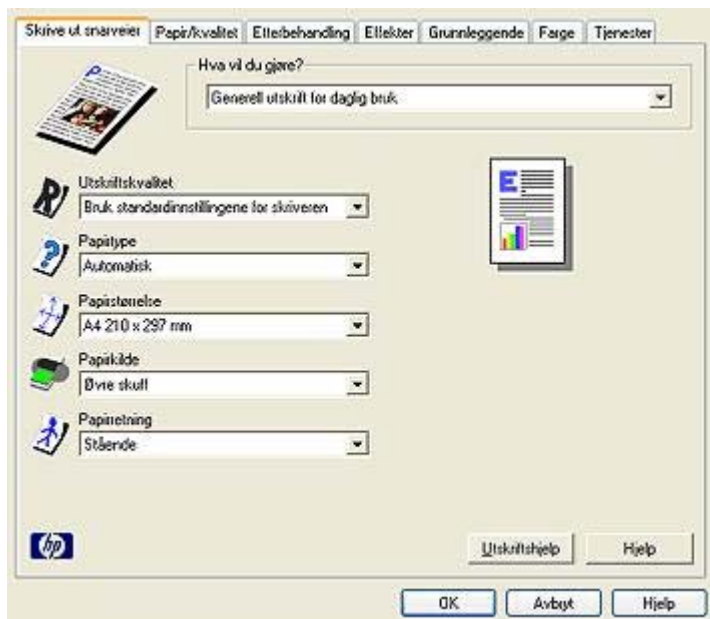 Skrive ut snarveier Papir/kvalitet Etterbehandling Effekter Grunnleggende Farge Tjenester
Hva vil du gjøre?
Generell utskrift for daglig bruk
Utskriftskvalitet
Bruk standardinnstillingene for skriveren
Papirtype
Automatisk
Papirstørrelse
A4 210 x 297 mm
Papirkilde
Øvre skuff
Papirretning
Stående
hp
Utskriftshjelp Hjelp
OK Avbryt Hjelp